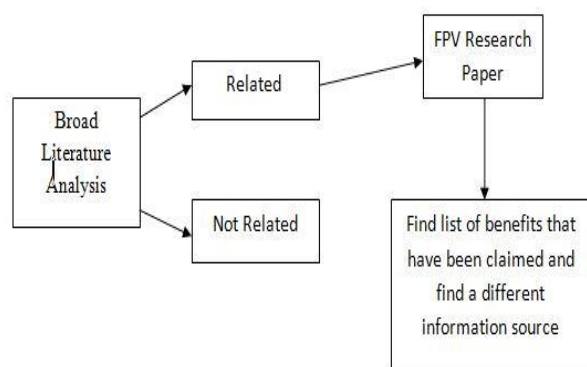 Broad
Literature
Analysis
Related
Not Related
FPV Research
Paper
Find list of benefits that
have been claimed and
find a different
information source